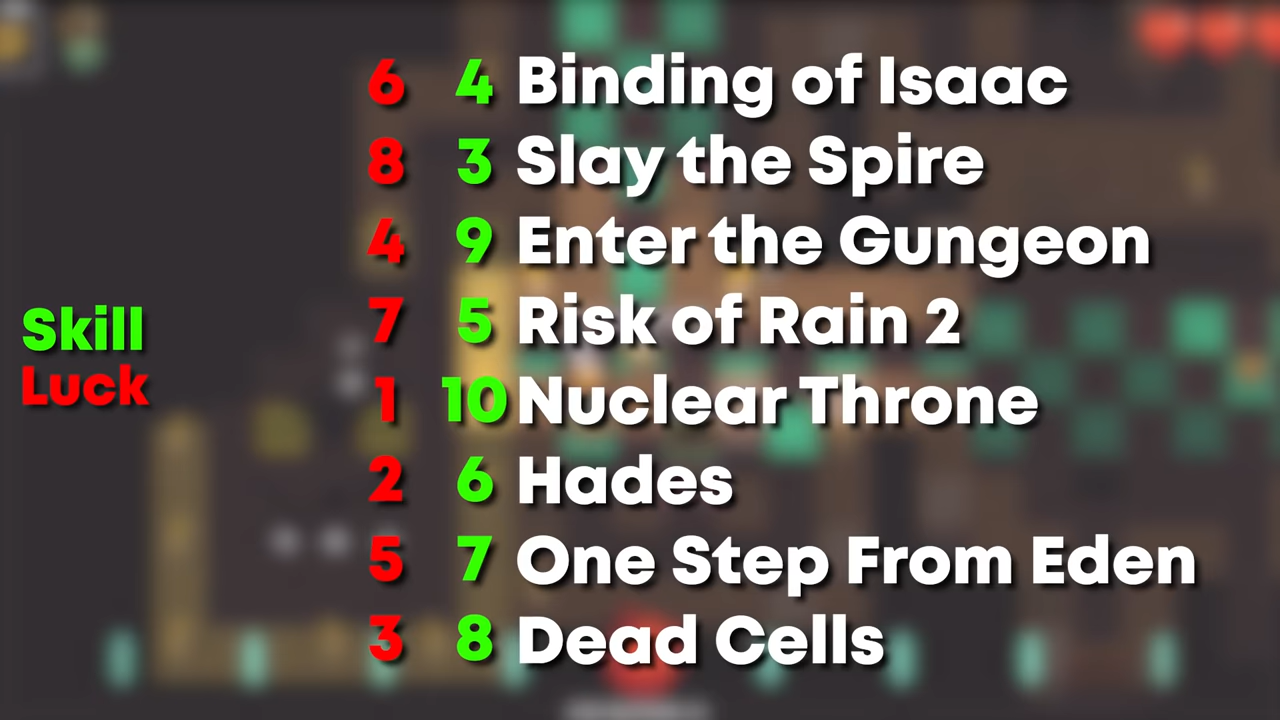 6 4 Binding of Isaac
8 3 Slay the Spire
4 9 Enter the Gungeon
7 5 Risk of Rain 2
Skill
Luck
1 10 Nuclear Throne
2 6 Hades
5 7 One Step From Eden
3 8 Dead Cells